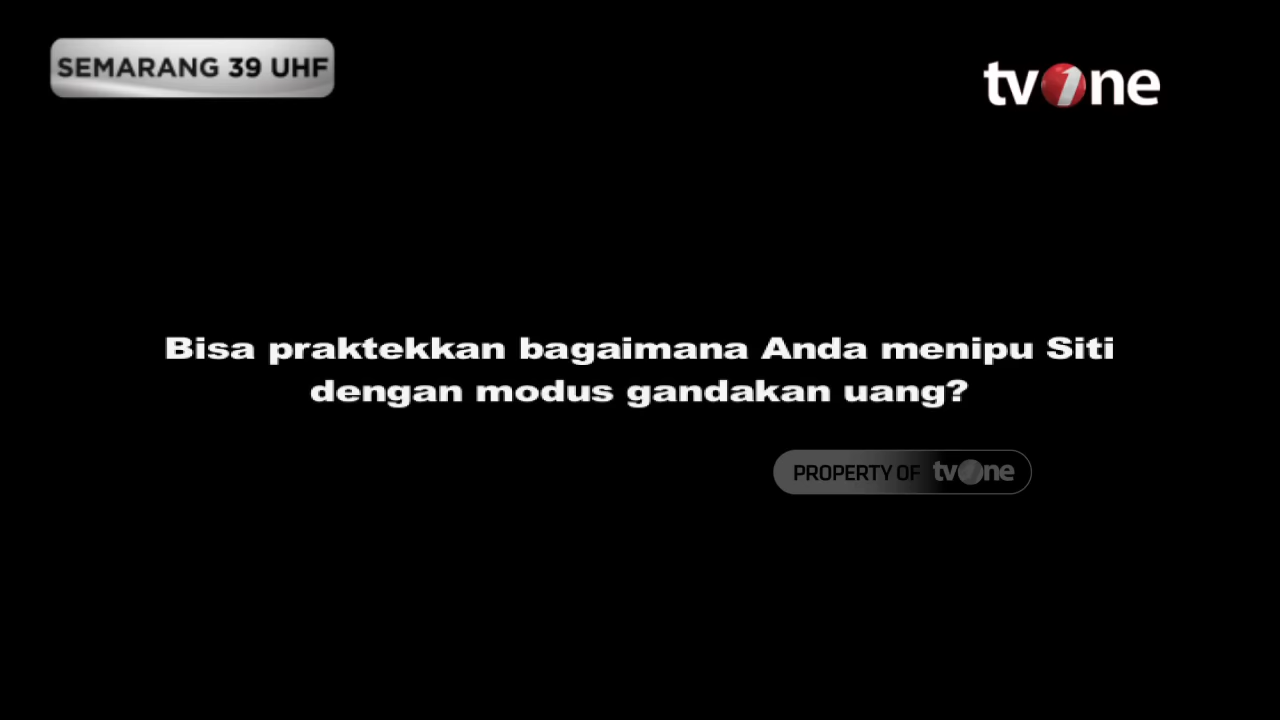 SEMARANG 39 UHF
tvOne
Bisa praktekkan bagaimana Anda menipu Siti
dengan modus gandakan uang?
PROPERTY OF tvOne